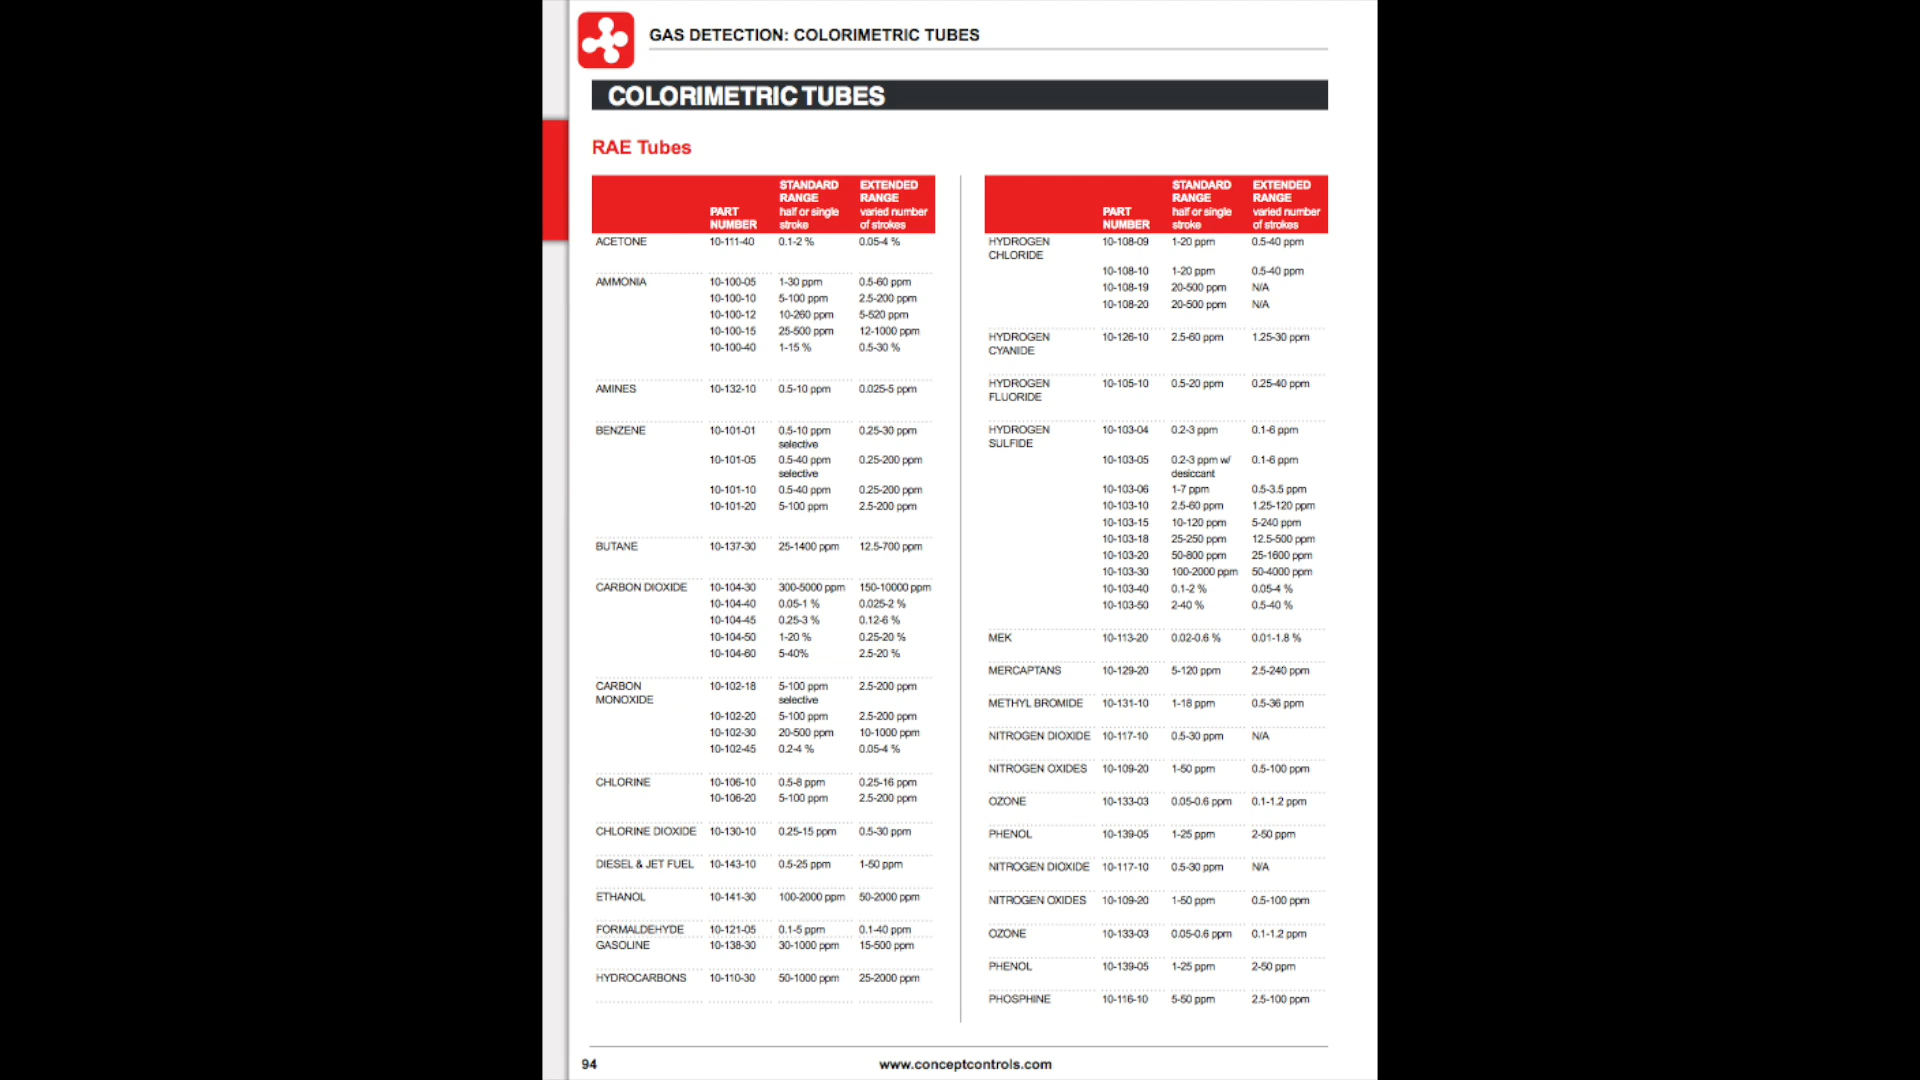 GAS DETECTION: COLORIMETRIC TUBES
COLORIMETRIC TUBES
RAE Tubes
PART NUMBER STANDARD RANGE half or single stroke EXTENDED RANGE varied number of strokes
ACETONE 10-111-40 0.1-2 % 0.05-4 %
AMMONIA 10-100-05 1-30 ppm 0.5-60 ppm
10-100-10 5-100 ppm 2.5-200 ppm
10-100-12 10-260 ppm 5-520 ppm
10-100-15 25-500 ppm 12-1000 ppm
10-100-40 1-15 % 0.5-30 %
AMINES 10-132-10 0.5-10 ppm 0.025-5 ppm
BENZENE 10-101-01 0.5-10 ppm 0.25-30 ppm
selective
10-101-05 0.5-40 ppm 0.25-200 ppm
selective
10-101-10 0.5-40 ppm 0.25-200 ppm
10-101-20 5-100 ppm 2.5-200 ppm
BUTANE 10-137-30 25-1400 ppm 12.5-700 ppm
CARBON DIOXIDE 10-104-30 300-5000 ppm 150-10000 ppm
10-104-40 0.05-1 % 0.025-2 %
10-104-45 0.25-3 % 0.12-6 %
10-104-50 1-20 % 0.25-20 %
10-104-60 5-40% 2.5-20 %
CARBON 10-102-18 5-100 ppm 2.5-200 ppm
MONOXIDE selective
10-102-20 5-100 ppm 2.5-200 ppm
10-102-30 20-500 ppm 10-1000 ppm
10-102-45 0.2-4 % 0.05-4 %
CHLORINE 10-106-10 0.5-8 ppm 0.25-16 ppm
10-106-20 5-100 ppm 2.5-200 ppm
CHLORINE DIOXIDE 10-130-10 0.25-15 ppm 0.5-30 ppm
DIESEL & JET FUEL 10-143-10 0.5-25 ppm 1-50 ppm
ETHANOL 10-141-30 100-2000 ppm 50-2000 ppm
FORMALDEHYDE 10-121-05 0.1-5 ppm 0.1-40 ppm
GASOLINE 10-138-30 30-1000 ppm 15-500 ppm
HYDROCARBONS 10-110-30 50-1000 ppm 25-2000 ppm
PART NUMBER STANDARD RANGE half or single stroke EXTENDED RANGE varied number of strokes
HYDROGEN 10-108-09 1-20 ppm 0.5-40 ppm
CHLORIDE
10-108-10 1-20 ppm 0.5-40 ppm
10-108-19 20-500 ppm N/A
10-108-20 20-500 ppm N/A
HYDROGEN 10-126-10 2.5-60 ppm 1.25-30 ppm
CYANIDE
HYDROGEN 10-105-10 0.5-20 ppm 0.25-40 ppm
FLUORIDE
HYDROGEN 10-103-04 0.2-3 ppm 0.1-6 ppm
SULFIDE
10-103-05 0.2-3 ppm w/ 0.1-6 ppm
desiccant
10-103-06 1-7 ppm 0.5-3.5 ppm
10-103-10 2.5-60 ppm 1.25-120 ppm
10-103-15 10-120 ppm 5-240 ppm
10-103-18 25-250 ppm 12.5-500 ppm
10-103-20 50-800 ppm 25-1600 ppm
10-103-30 100-2000 ppm 50-4000 ppm
10-103-40 0.1-2 % 0.05-4 %
10-103-50 2-40 % 0.5-40 %
MEK 10-113-20 0.02-0.6 % 0.01-1.8 %
MERCAPTANS 10-129-20 5-120 ppm 2.5-240 ppm
METHYL BROMIDE 10-131-10 1-18 ppm 0.5-36 ppm
NITROGEN DIOXIDE 10-117-10 0.5-30 ppm N/A
NITROGEN OXIDES 10-109-20 1-50 ppm 0.5-100 ppm
OZONE 10-133-03 0.05-0.6 ppm 0.1-1.2 ppm
PHENOL 10-139-05 1-25 ppm 2-50 ppm
NITROGEN DIOXIDE 10-117-10 0.5-30 ppm N/A
NITROGEN OXIDES 10-109-20 1-50 ppm 0.5-100 ppm
OZONE 10-133-03 0.05-0.6 ppm 0.1-1.2 ppm
PHENOL 10-139-05 1-25 ppm 2-50 ppm
PHOSPHINE 10-116-10 5-50 ppm 2.5-100 ppm
94 www.conceptcontrols.com